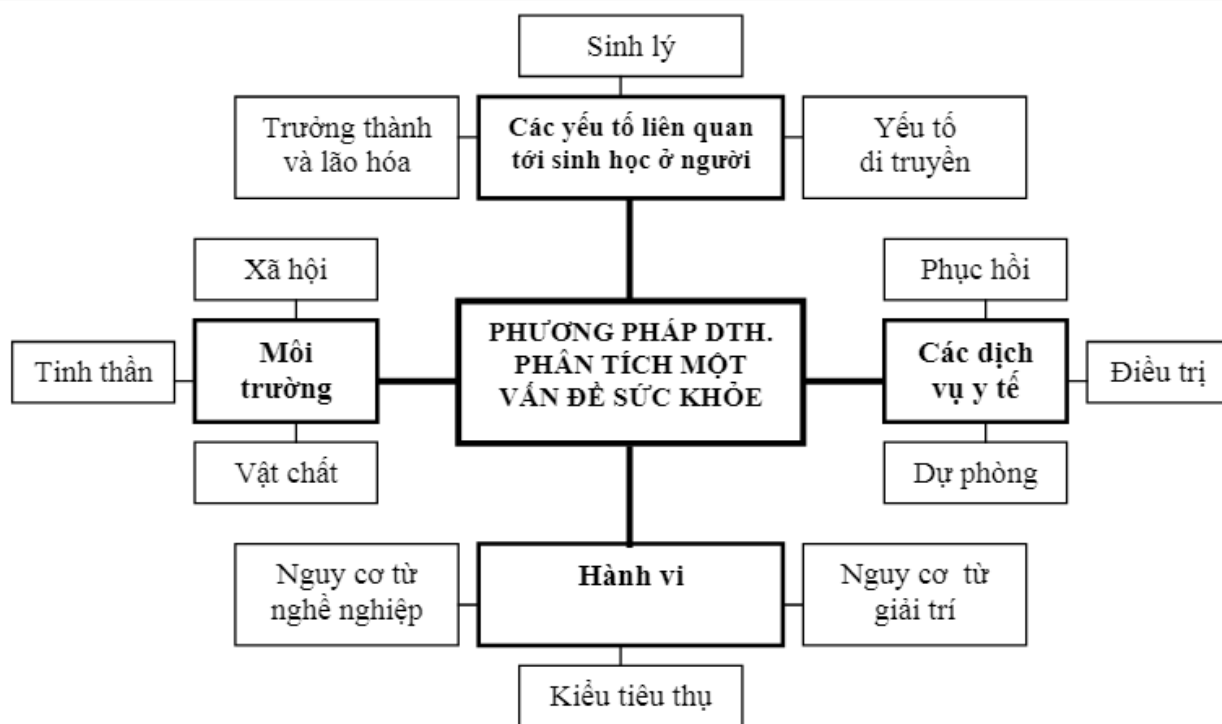 Sinh lý
Trưởng thành
và lão hóa
Các yếu tố liên quan
tới sinh học ở người
Yếu tố
di truyền
Xã hội
Phục hồi
Tinh thần
Môi
trường
PHƯƠNG PHÁP DTH.
PHÂN TÍCH MỘT
VẤN ĐỀ SỨC KHỎE
Các dịch
vụ y tế
Điều trị
Vật chất
Dự phòng
Nguy cơ từ
nghề nghiệp
Hành vi
Nguy cơ từ
giải trí
Kiểu tiêu thụ